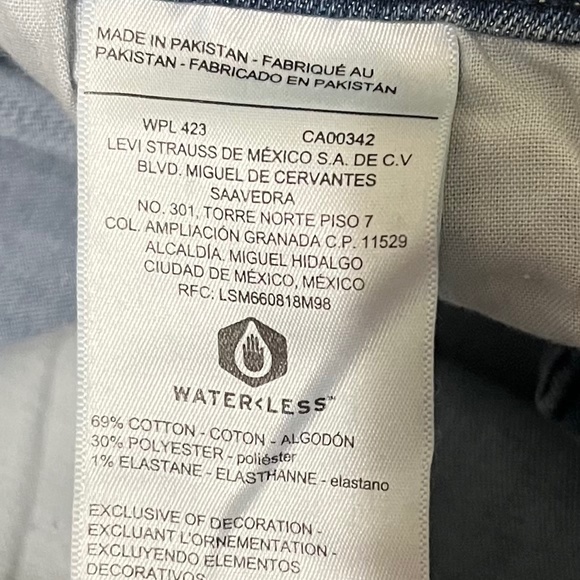 MADE IN PAKISTAN - FABRIQUÉ AU
PAKISTAN - FABRICADO EN PAKISTÁN
WPL 423 CA00342
LEVI STRAUSS DE MÉXICO S.A. DE C.V
BLVD. MIGUEL DE CERVANTES
SAAVEDRA
NO. 301, TORRE NORTE PISO 7
COL. AMPLIACIÓN GRANADA C.P. 11529
ALCALDÍA. MIGUEL HIDALGO
CIUDAD DE MÉXICO, MÉXICO
RFC: LSM660818M98
WATER<LESS™
69% COTTON - COTON - ALGODÓN
30% POLYESTER - poliéster
1% ELASTANE - ELASTHANNE - elastano
EXCLUSIVE OF DECORATION -
EXCLUANT L'ORNEMENTATION -
EXCLUYENDO ELEMENTOS
DECORATIVOS